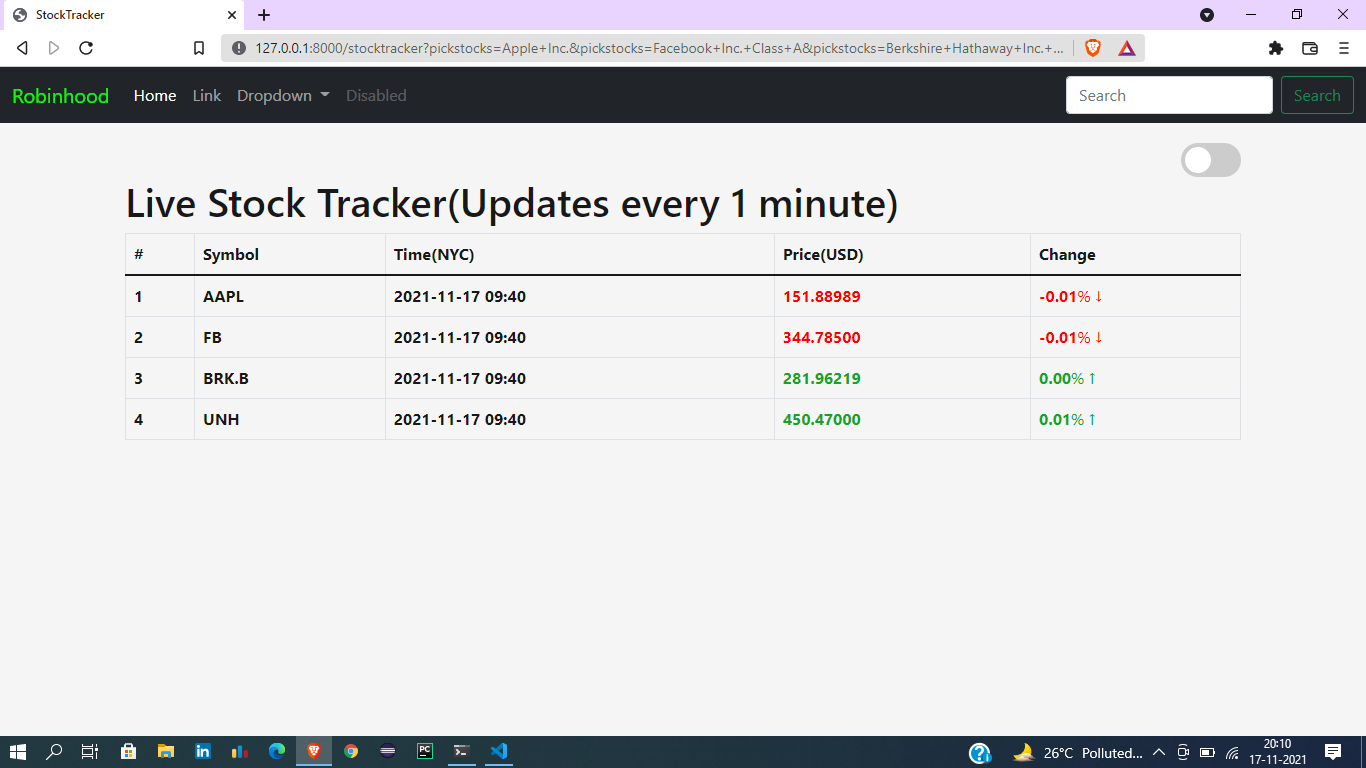 StockTracker
127.0.0.1:8000/stocktracker?pickstocks=Apple+Inc.&pickstocks=Facebook+Inc.+Class+A&pickstocks=Berkshire+Hathaway+Inc.+...
Robinhood Home Link Dropdown Disabled Search Search
Live Stock Tracker(Updates every 1 minute)
# Symbol Time(NYC) Price(USD) Change
1 AAPL 2021-11-17 09:40 151.88989 -0.01% ↓
2 FB 2021-11-17 09:40 344.78500 -0.01% ↓
3 BRK.B 2021-11-17 09:40 281.96219 0.00% ↑
4 UNH 2021-11-17 09:40 450.47000 0.01% ↑
in PC 26°C Polluted... 20:10
17-11-2021